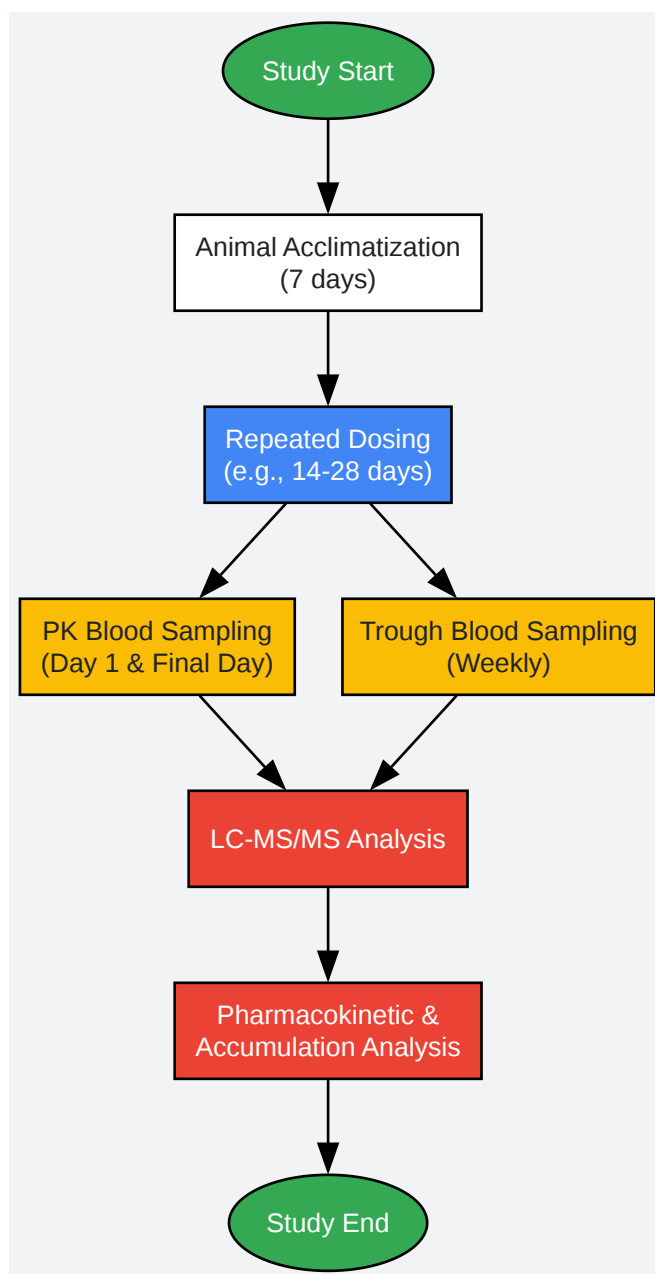 Study Start
Animal Acclimatization
(7 days)
Repeated Dosing
(e.g., 14-28 days)
PK Blood Sampling
(Day 1 & Final Day)
Trough Blood Sampling
(Weekly)
LC-MS/MS Analysis
Pharmacokinetic &
Accumulation Analysis
Study End